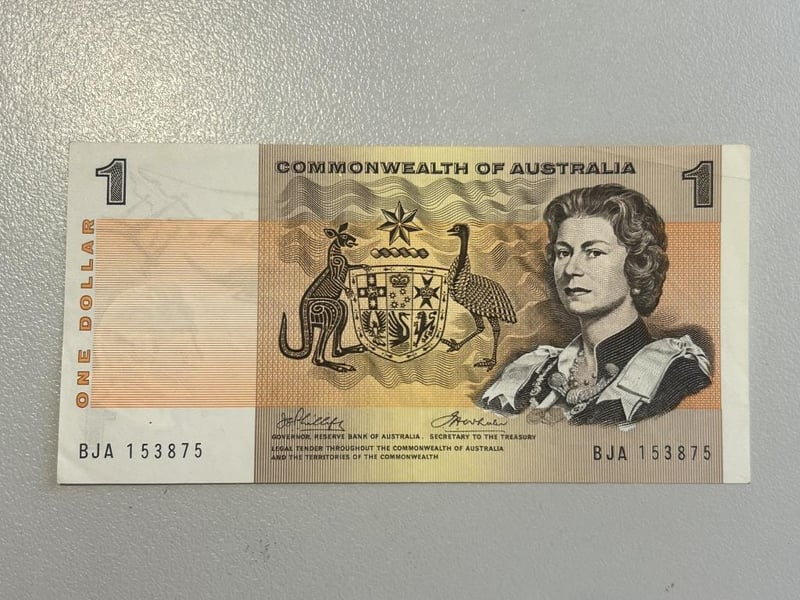 1
COMMONWEALTH OF AUSTRALIA
1
ONE DOLLAR
GOVERNOR, RESERVE BANK OF AUSTRALIA. SECRETARY TO THE TREASURY
BJA 153875
LEGAL TENDER THROUGHOUT THE COMMONWEALTH OF AUSTRALIA
AND THE TERRITORIES OF THE COMMONWEALTH
BJA 153875